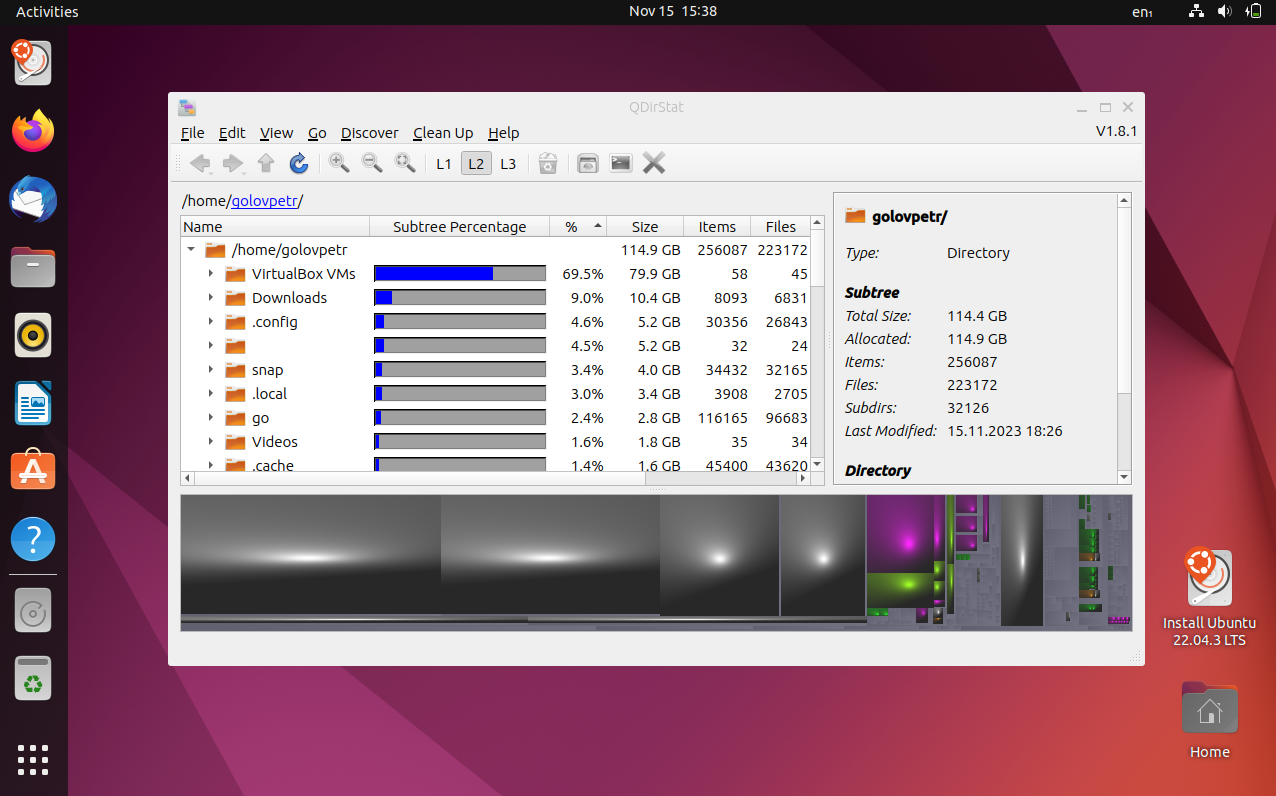 Activities
Nov 15 15:38
en₁
QDirStat
File Edit View Go Discover Clean Up Help
V1.8.1
L1 L2 L3
/home/golovpetr/
Name Subtree Percentage % Size Items Files
/home/golovpetr 114.9 GB 256087 223172
VirtualBox VMs 69.5% 79.9 GB 58 45
Downloads 9.0% 10.4 GB 8093 6831
.config 4.6% 5.2 GB 30356 26843
4.5% 5.2 GB 32 24
snap 3.4% 4.0 GB 34432 32165
.local 3.0% 3.4 GB 3908 2705
go 2.4% 2.8 GB 116165 96683
Videos 1.6% 1.8 GB 35 34
.cache 1.4% 1.6 GB 45400 43620
golovpetr/
Type: Directory
Subtree
Total Size: 114.4 GB
Allocated: 114.9 GB
Items: 256087
Files: 223172
Subdirs: 32126
Last Modified: 15.11.2023 18:26
Directory
Install Ubuntu
22.04.3 LTS
Home